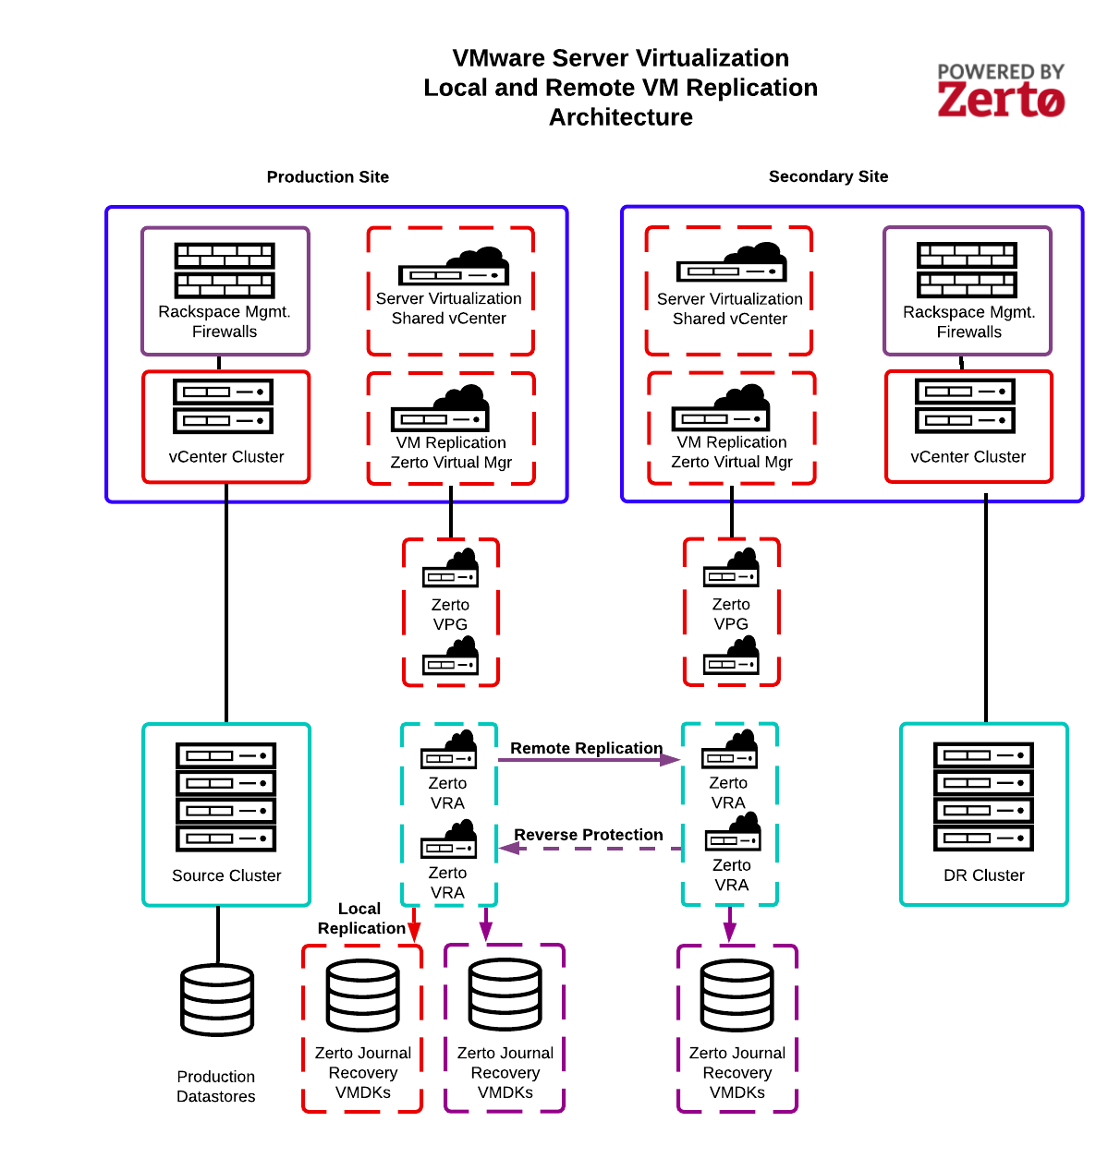 VMware Server Virtualization
Local and Remote VM Replication
Architecture
POWERED BY
Zerto
Production Site
Secondary Site
Rackspace Mgmt.
Firewalls
Server Virtualization
Shared vCenter
Server Virtualization
Shared vCenter
Rackspace Mgmt.
Firewalls
vCenter Cluster
VM Replication
Zerto Virtual Mgr
VM Replication
Zerto Virtual Mgr
vCenter Cluster
Zerto
VPG
Zerto
VPG
Source Cluster
Zerto
VRA
Zerto
VRA
Remote Replication
Reverse Protection
Zerto
VRA
Zerto
VRA
DR Cluster
Local
Replication
Production
Datastores
Zerto Journal
Recovery
VMDKs
Zerto Journal
Recovery
VMDKs
Zerto Journal
Recovery
VMDKs